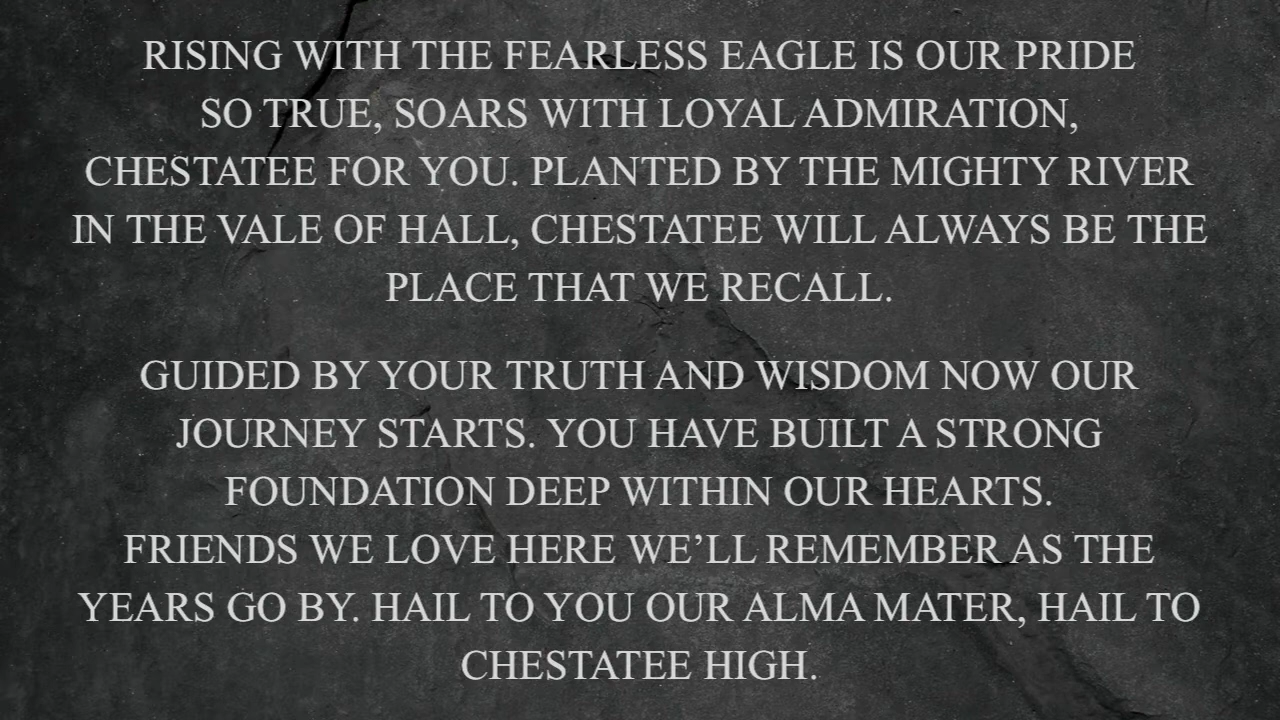 RISING WITH THE FEARLESS EAGLE IS OUR PRIDE
SO TRUE, SOARS WITH LOYAL ADMIRATION,
CHESTATEE FOR YOU. PLANTED BY THE MIGHTY RIVER
IN THE VALE OF HALL, CHESTATEE WILL ALWAYS BE THE
PLACE THAT WE RECALL.
GUIDED BY YOUR TRUTH AND WISDOM NOW OUR
JOURNEY STARTS. YOU HAVE BUILT A STRONG
FOUNDATION DEEP WITHIN OUR HEARTS.
FRIENDS WE LOVE HERE WE’LL REMEMBER AS THE
YEARS GO BY. HAIL TO YOU OUR ALMA MATER, HAIL TO
CHESTATEE HIGH.